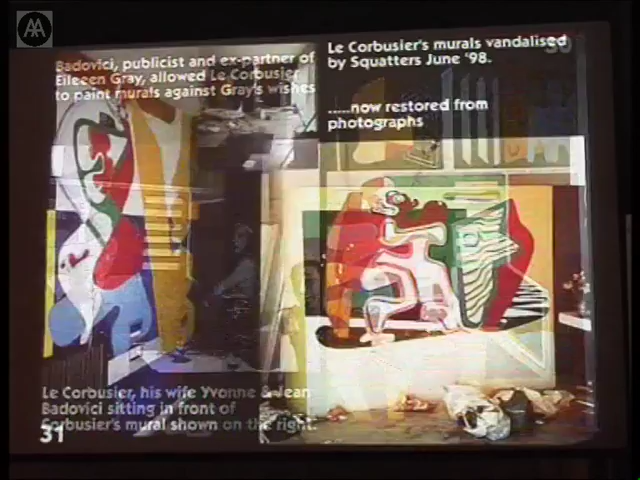 AA
Badovici, publicist and ex-partner of
Eileen Gray, allowed Le Corbusier
to paint murals against Gray's wishes
Le Corbusier's murals vandalised
by Squatters June '98.
.....now restored from
photographs
30
Le Corbusier, his wife Yvonne & Jean
Badovici sitting in front of
Corbusier's mural shown on the right.
31